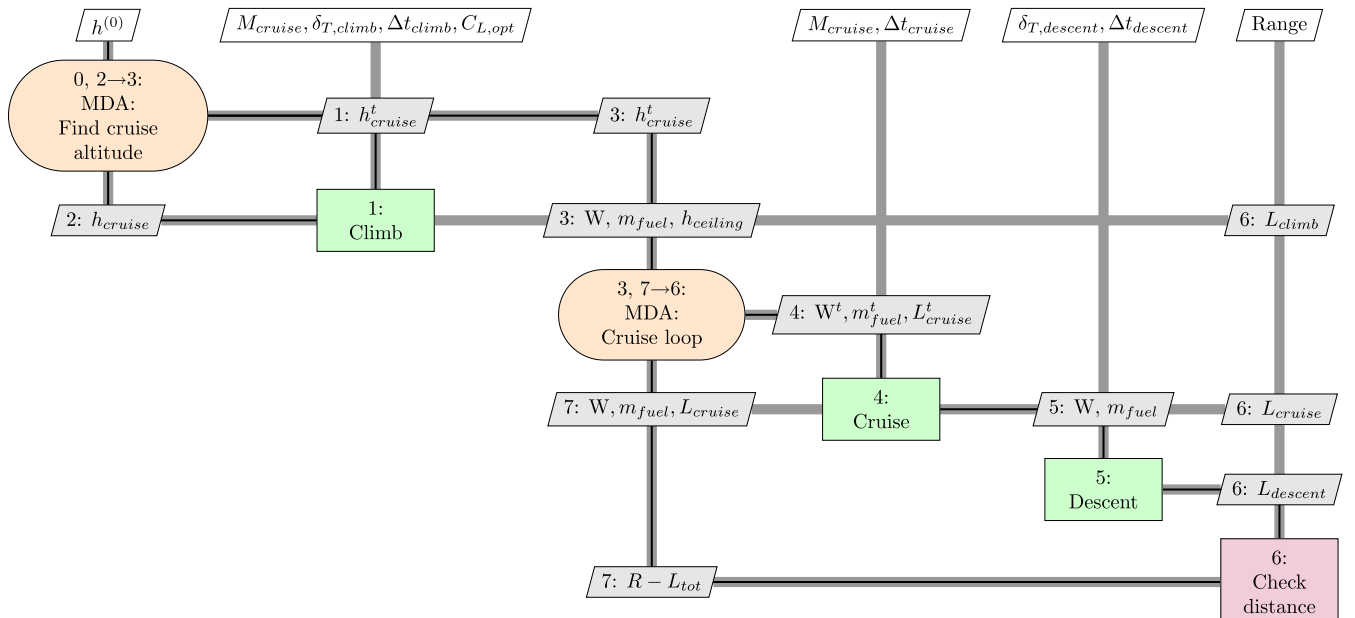 h⁽⁰⁾
M_cruise, δ_T,climb, Δt_climb, C_L,opt
M_cruise, Δt_cruise
δ_T,descent, Δt_descent
Range
0, 2→3:
MDA:
Find cruise
altitude
1: h^t_cruise
3: h^t_cruise
2: h_cruise
1:
Climb
3: W, m_fuel, h_ceiling
6: L_climb
3, 7→6:
MDA:
Cruise loop
4: W^t, m^t_fuel, L^t_cruise
7: W, m_fuel, L_cruise
4:
Cruise
5: W, m_fuel
6: L_cruise
5:
Descent
6: L_descent
7: R − L_tot
6:
Check
distance